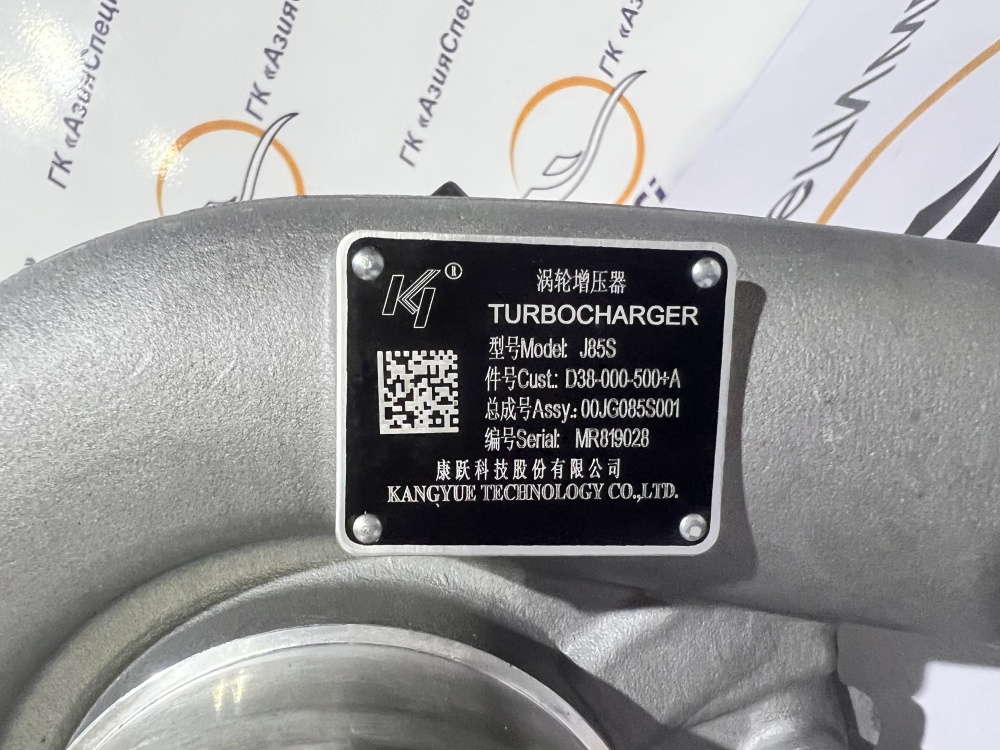 ГК «АзияСпец
ГК «АзияСпец
ГК «АзияСпец
ГК «А
KJ ®
涡轮增压器
TURBOCHARGER
型号Model: J85S
件号Cust.: D38-000-500+A
总成号Assy.: 00JG085S001
编号Serial: MR819028
康跃科技股份有限公司
KANGYUE TECHNOLOGY CO.,LTD.